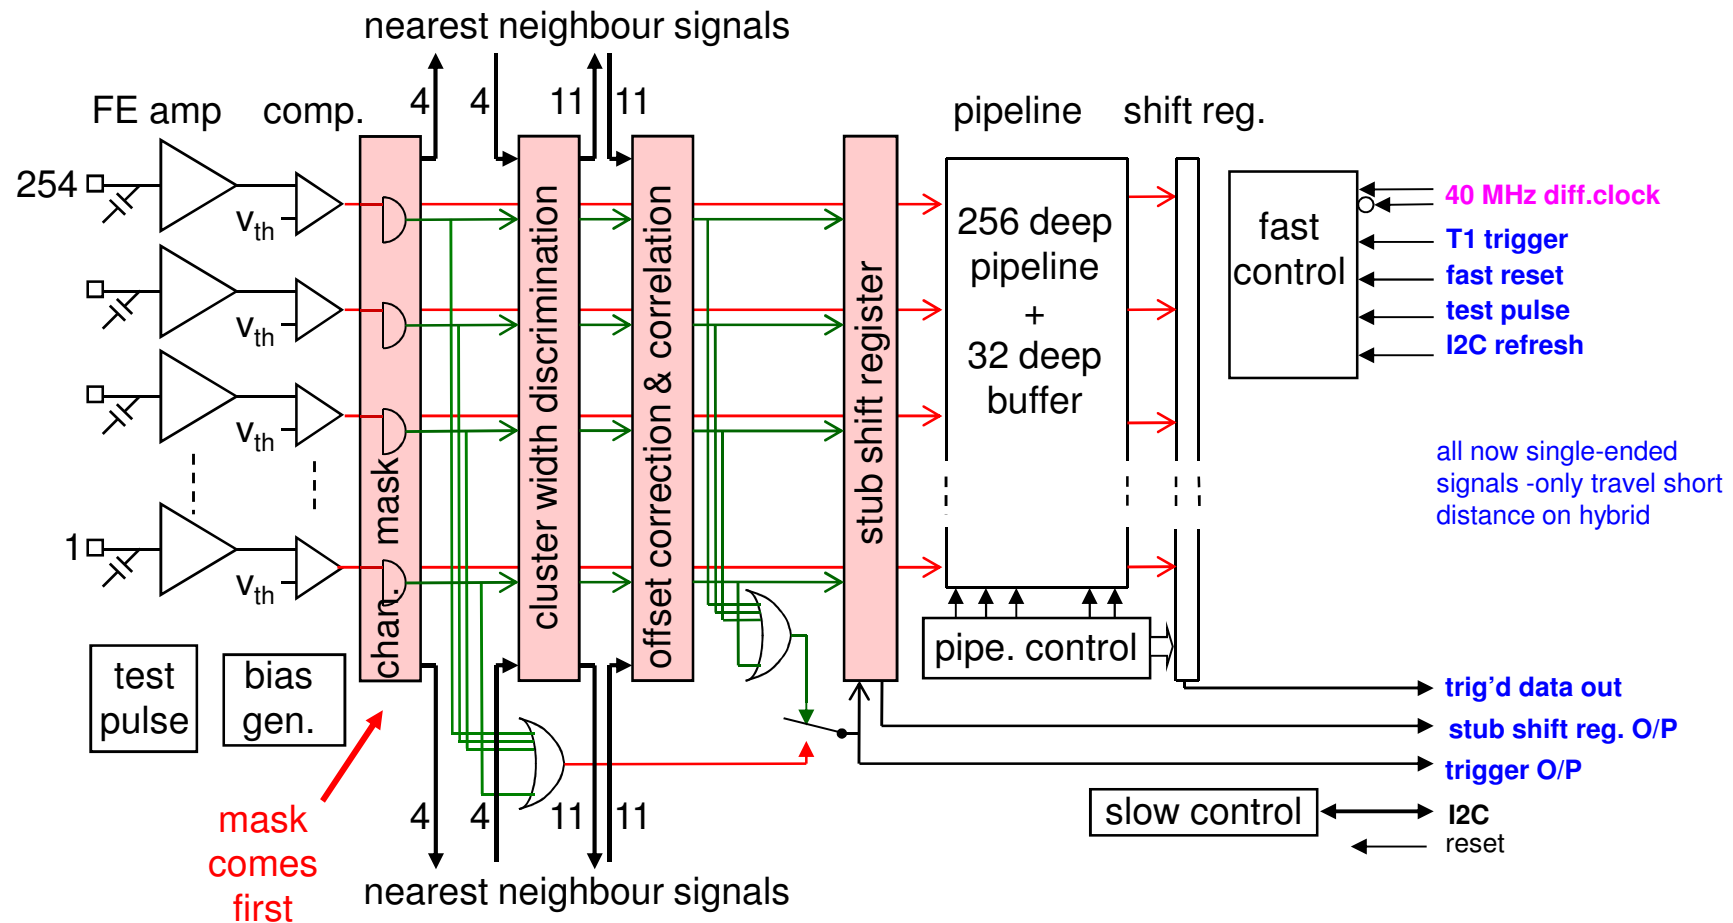 nearest neighbour signals
4 4 11 11
FE amp comp. pipeline shift reg.
254
1
Vth
Vth
Vth
Vth
chan. mask
cluster width discrimination
offset correction & correlation
stub shift register
256 deep
pipeline
+
32 deep
buffer
pipe. control
fast
control
40 MHz diff.clock
T1 trigger
fast reset
test pulse
I2C refresh
all now single-ended
signals -only travel short
distance on hybrid
test
pulse
bias
gen.
trig’d data out
stub shift reg. O/P
trigger O/P
slow control
I2C
reset
mask
comes
first
4 4 11 11
nearest neighbour signals